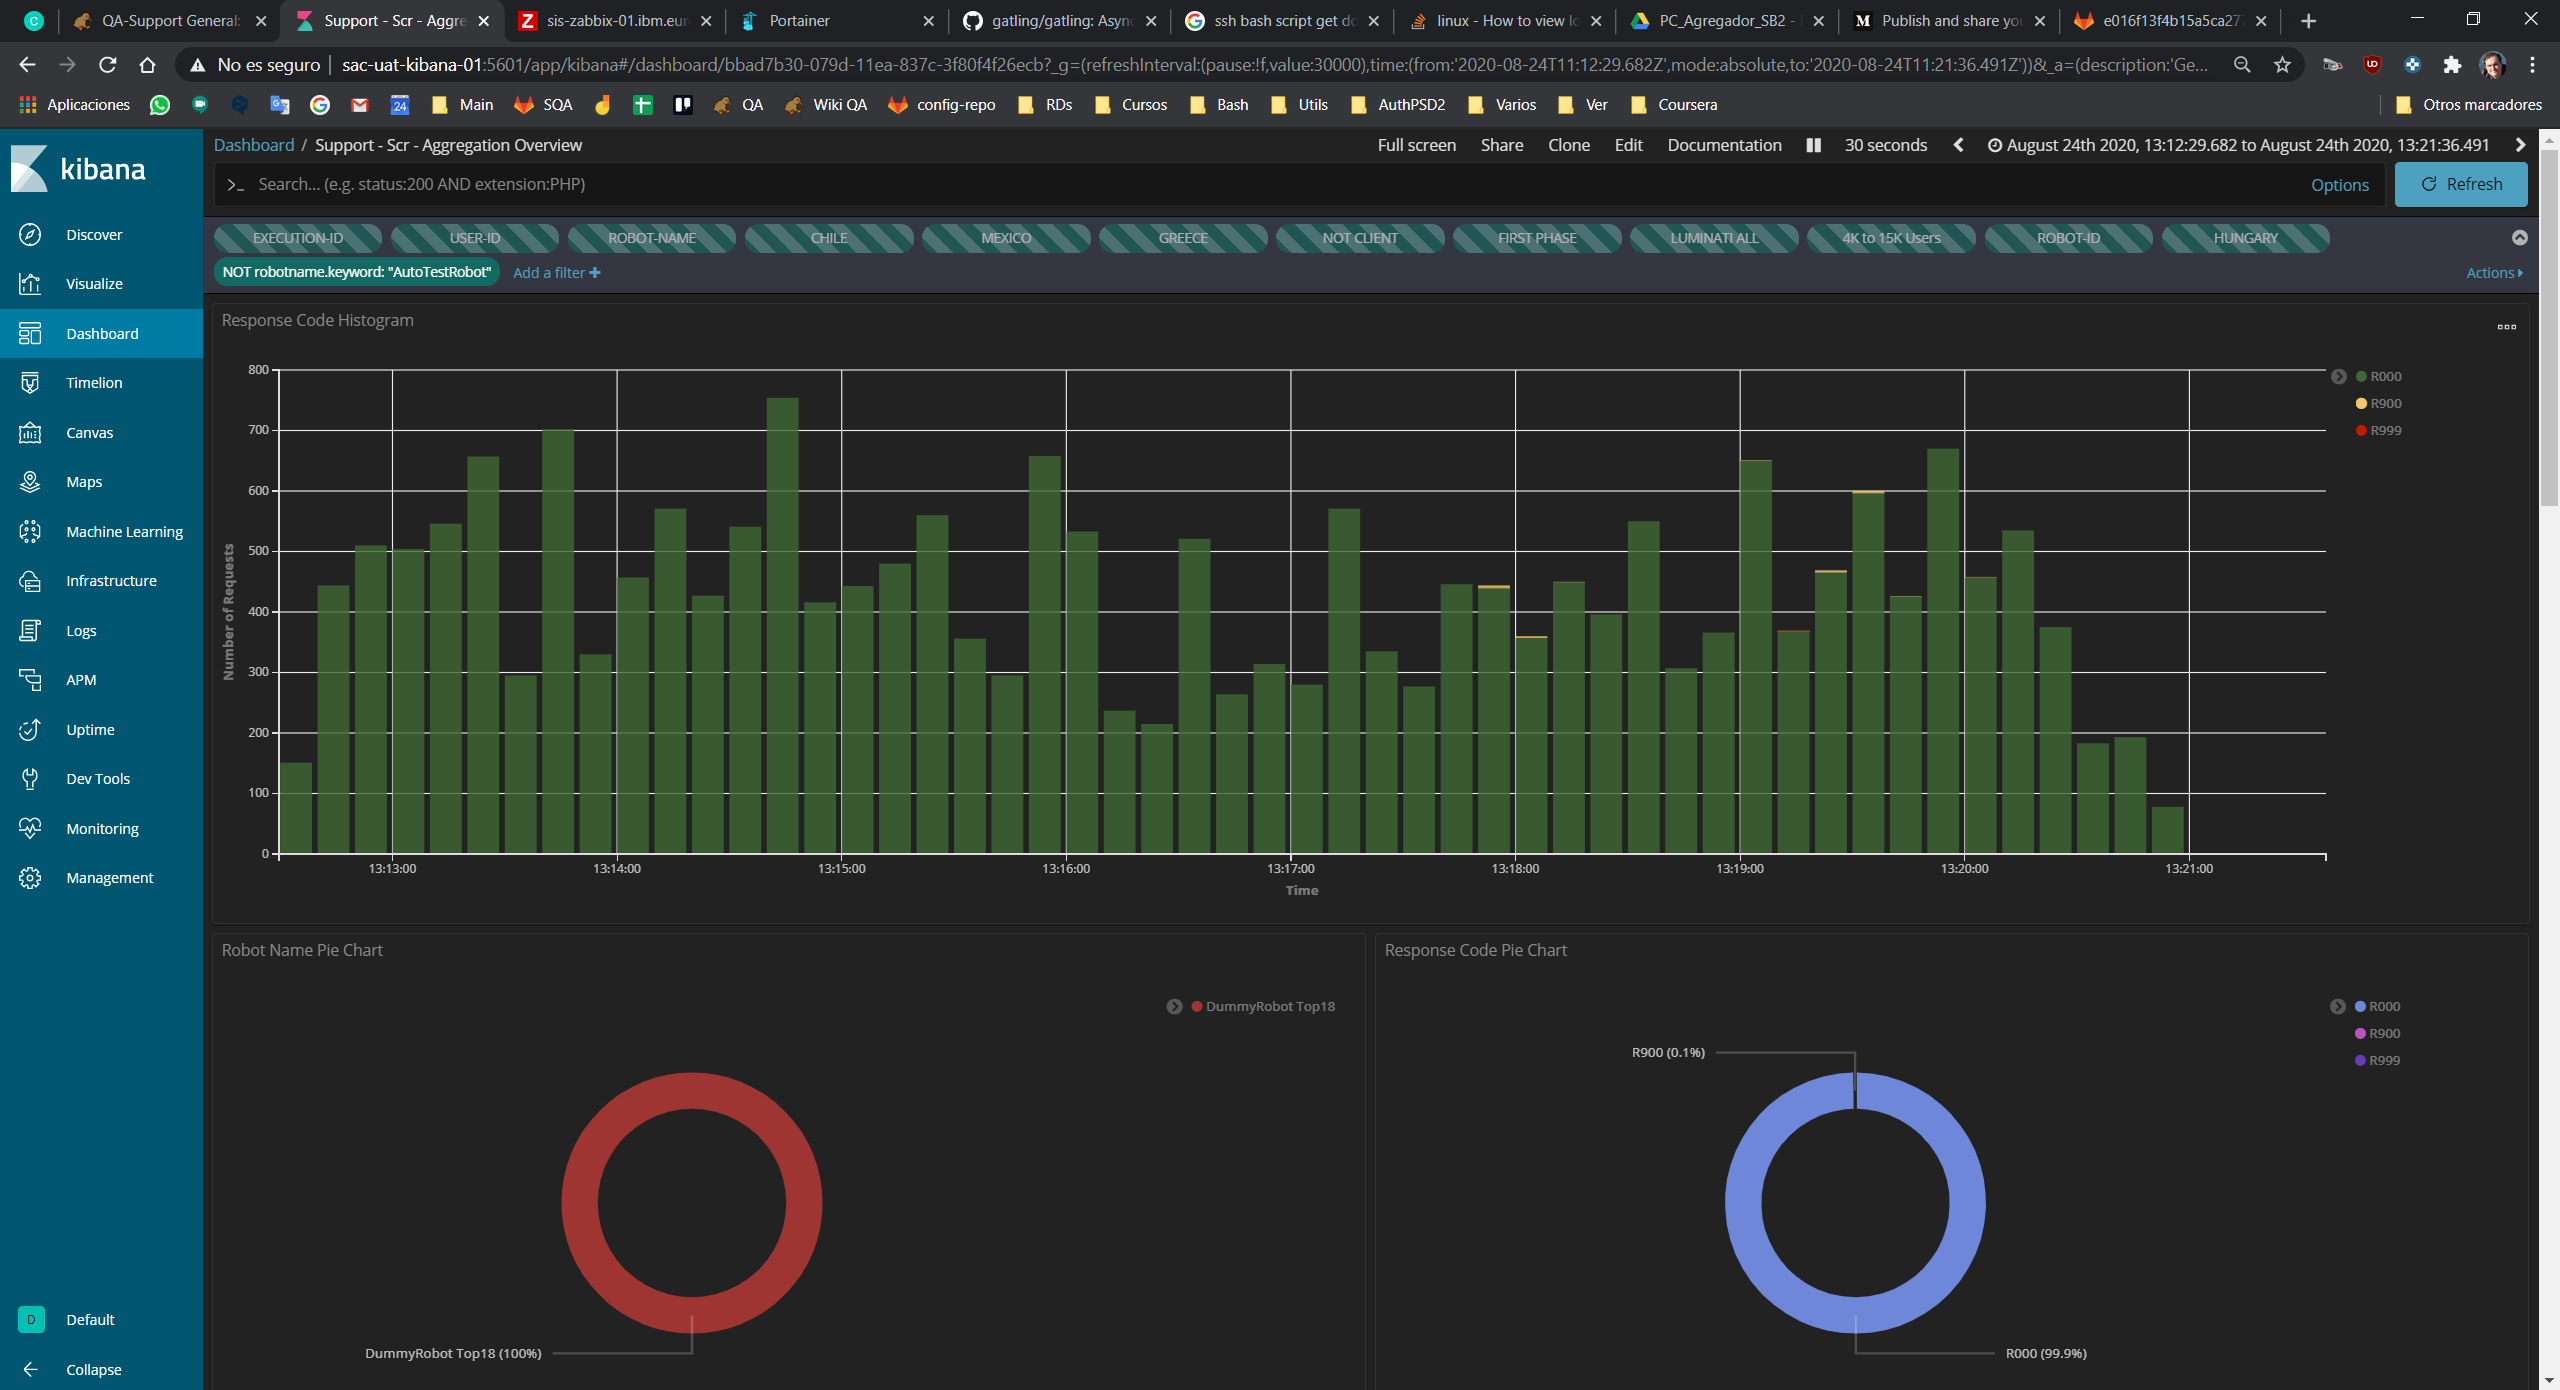 QA-Support General:
Support - Scr - Aggre
sis-zabbix-01.ibm.eur
Portainer
gatling/gatling: Async
ssh bash script get do
linux - How to view lo
PC_Agregador_SB2 -
Publish and share you
e016f13f4b15a5ca277
No es seguro
sac-uat-kibana-01:5601/app/kibana#/dashboard/bbad7b30-079d-11ea-837c-3f80f4f26ecb?_g=(refreshInterval:(pause:!f,value:30000),time:(from:'2020-08-24T11:12:29.682Z',mode:absolute,to:'2020-08-24T11:21:36.491Z'))&_a=(description:'Ge...
Aplicaciones
24
Main
SQA
QA
Wiki QA
config-repo
RDs
Cursos
Bash
Utils
AuthPSD2
Varios
Ver
Coursera
Otros marcadores
kibana
Discover
Visualize
Dashboard
Timelion
Canvas
Maps
Machine Learning
Infrastructure
Logs
APM
Uptime
Dev Tools
Monitoring
Management
D Default
Collapse
Dashboard / Support - Scr - Aggregation Overview
Full screen
Share
Clone
Edit
Documentation
30 seconds
August 24th 2020, 13:12:29.682 to August 24th 2020, 13:21:36.491
>_ Search... (e.g. status:200 AND extension:PHP)
Options
Refresh
EXECUTION-ID
USER-ID
ROBOT-NAME
CHILE
MEXICO
GREECE
NOT CLIENT
FIRST PHASE
LUMINATI ALL
4K to 15K Users
ROBOT-ID
HUNGARY
NOT robotname.keyword: "AutoTestRobot"
Add a filter +
Actions
Response Code Histogram
800
700
600
500
400
300
200
100
0
Number of Requests
13:13:00
13:14:00
13:15:00
13:16:00
13:17:00
13:18:00
13:19:00
13:20:00
13:21:00
Time
R000
R900
R999
Robot Name Pie Chart
DummyRobot Top18
DummyRobot Top18 (100%)
Response Code Pie Chart
R000
R900
R999
R900 (0.1%)
R000 (99.9%)